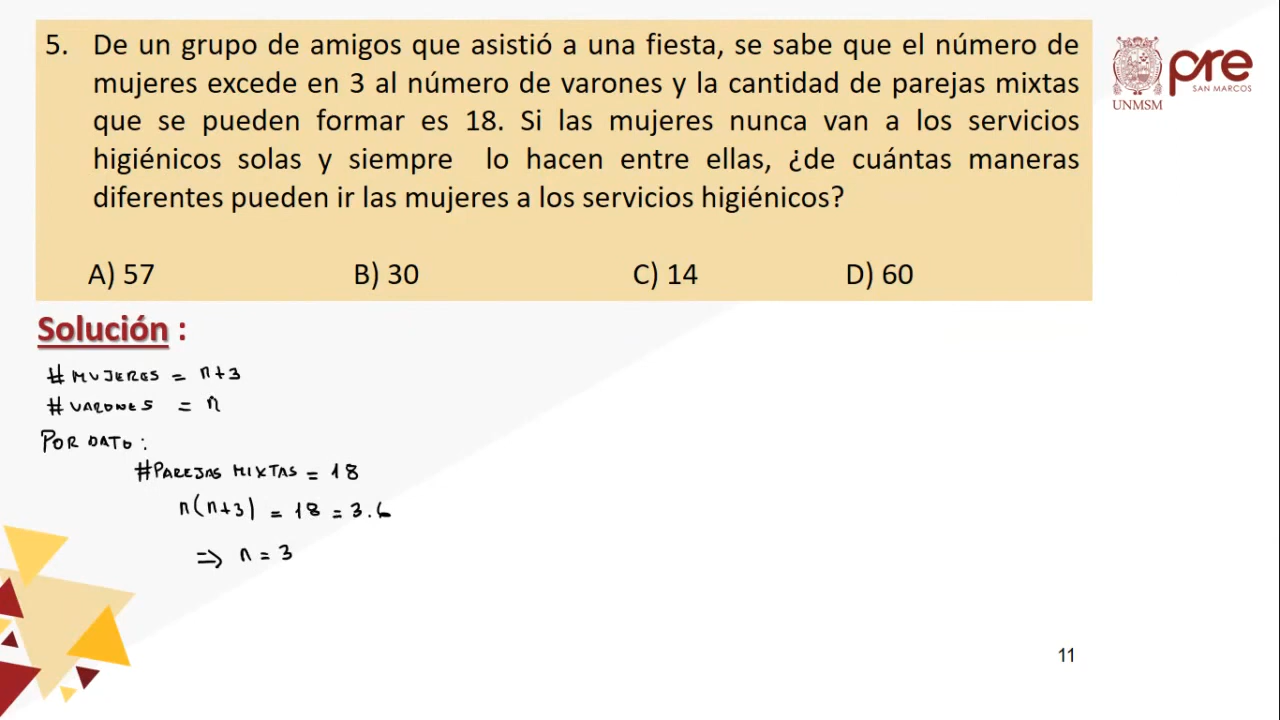 5. De un grupo de amigos que asistió a una fiesta, se sabe que el número de
mujeres excede en 3 al número de varones y la cantidad de parejas mixtas
que se pueden formar es 18. Si las mujeres nunca van a los servicios
higiénicos solas y siempre lo hacen entre ellas, ¿de cuántas maneras
diferentes pueden ir las mujeres a los servicios higiénicos?
A) 57 B) 30 C) 14 D) 60
UNMSM
pre
SAN MARCOS
Solución :
# MUJERES = n+3
# VARONES = n
POR DATO :
#PAREJAS MIXTAS = 18
n(n+3) = 18 = 3.6
⇒ n = 3
11